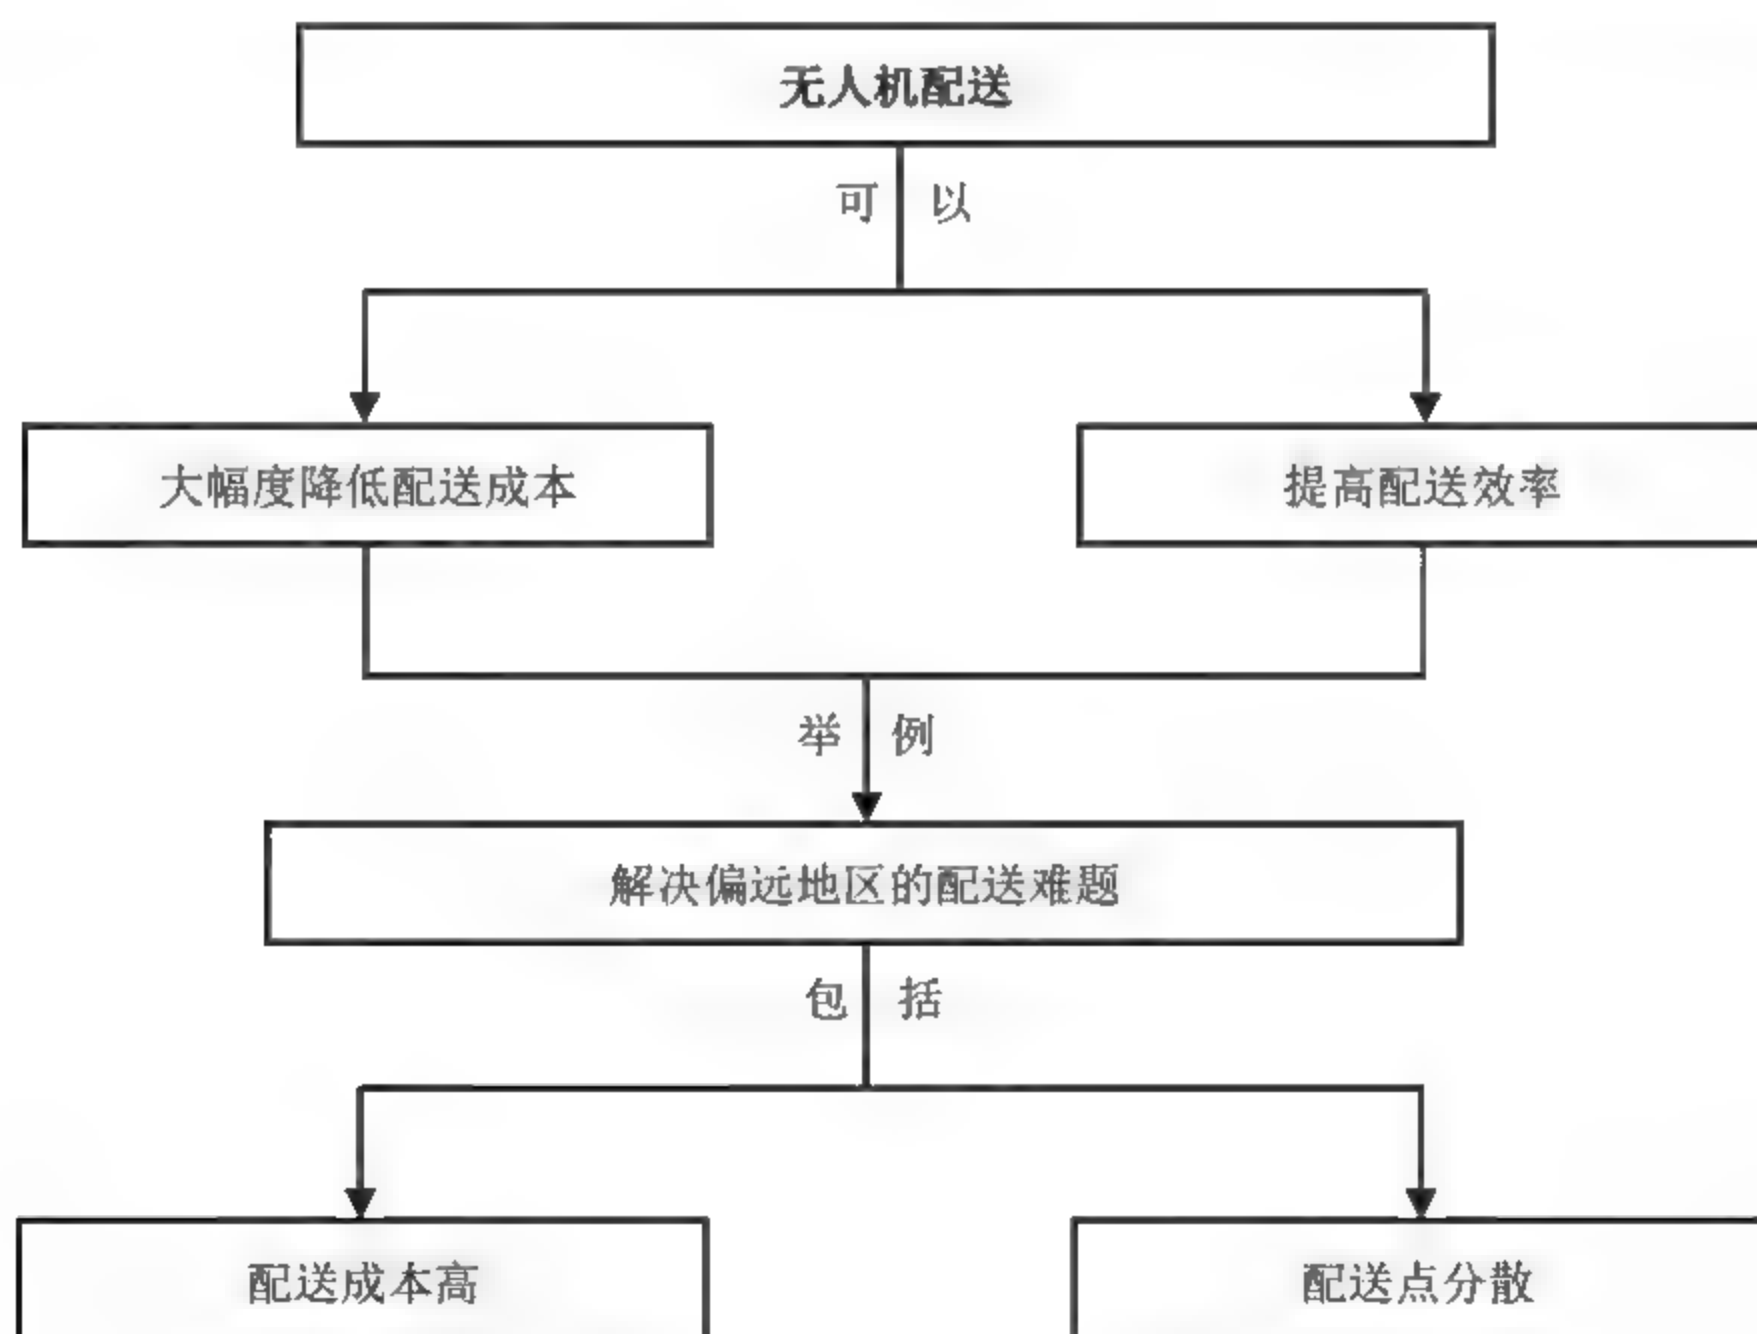 无人机配送
可以
大幅度降低配送成本
提高配送效率
举例
解决偏远地区的配送难题
包括
配送成本高
配送点分散